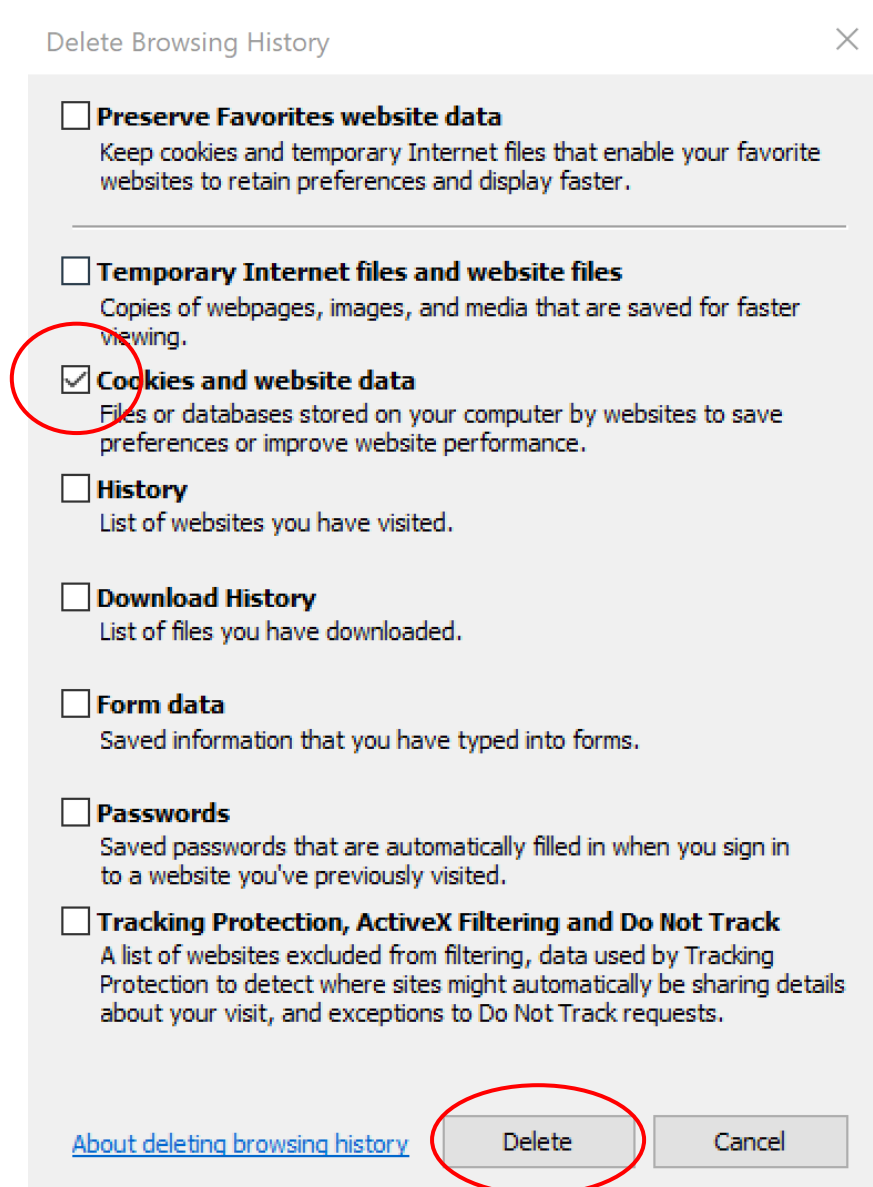 Delete Browsing History
Preserve Favorites website data
Keep cookies and temporary Internet files that enable your favorite
websites to retain preferences and display faster.
Temporary Internet files and website files
Copies of webpages, images, and media that are saved for faster
viewing.
Cookies and website data
Files or databases stored on your computer by websites to save
preferences or improve website performance.
History
List of websites you have visited.
Download History
List of files you have downloaded.
Form data
Saved information that you have typed into forms.
Passwords
Saved passwords that are automatically filled in when you sign in
to a website you've previously visited.
Tracking Protection, ActiveX Filtering and Do Not Track
A list of websites excluded from filtering, data used by Tracking
Protection to detect where sites might automatically be sharing details
about your visit, and exceptions to Do Not Track requests.
About deleting browsing history
Delete
Cancel